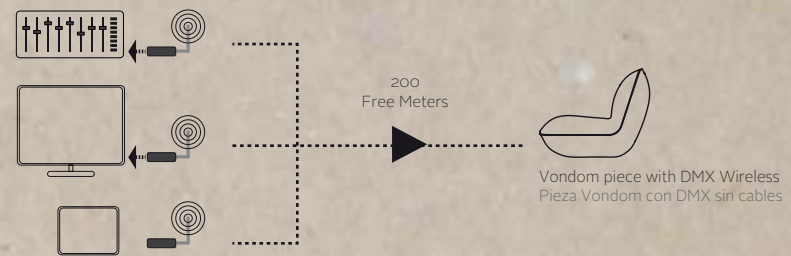 200
Free Meters
Vondom piece with DMX Wireless
Pieza Vondom con DMX sin cables